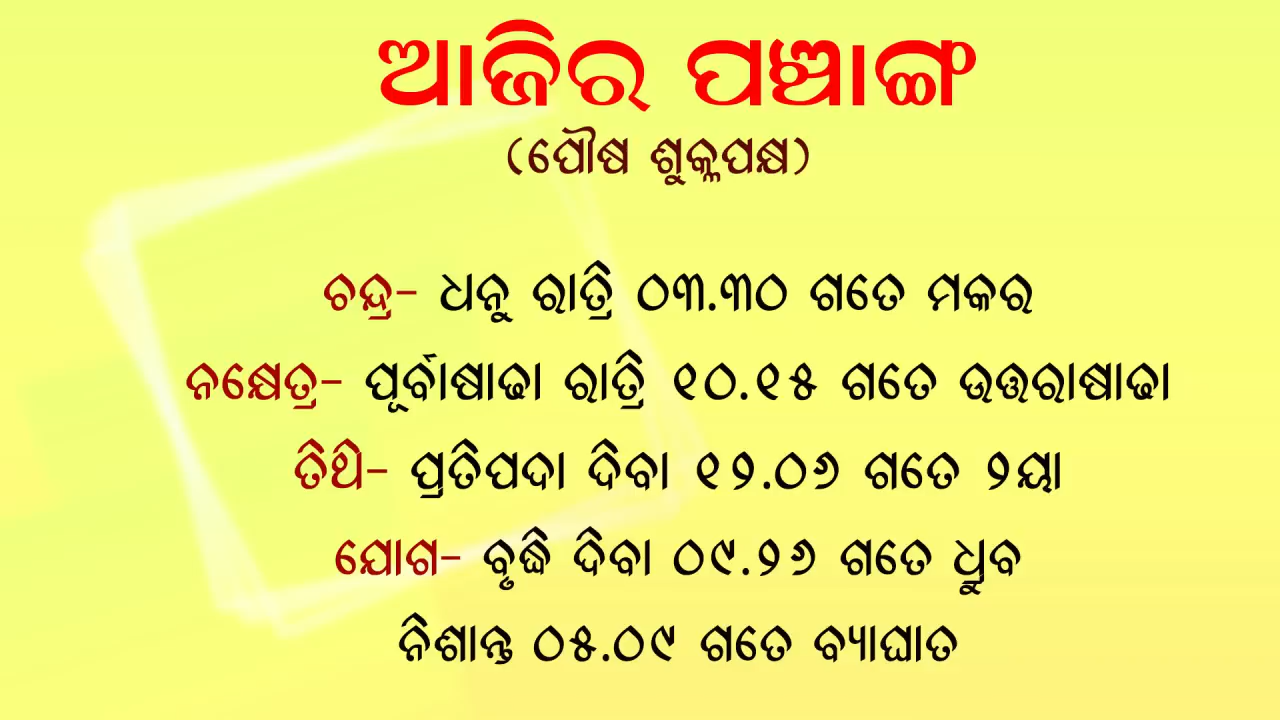 ଆଜିର ପଞ୍ଚାଙ୍ଗ
(ପୌଷ ଶୁକ୍ଳପକ୍ଷ)
ଚନ୍ଦ୍ର- ଧନୁ ରାତ୍ରି ୦୩.୩୦ ଗତେ ମକର
ନକ୍ଷେତ୍ର- ପୂର୍ବାଷାଢା ରାତ୍ରି ୧୦.୧୫ ଗତେ ଉତ୍ତରାଷାଢା
ତିଥି- ପ୍ରତିପଦା ଦିବା ୧୨.୦୬ ଗତେ ୨ୟା
ଯୋଗ- ବୃଦ୍ଧି ଦିବା ୦୯.୨୬ ଗତେ ଧ୍ରୁବ
ନିଶାନ୍ତ ୦୫.୦୯ ଗତେ ବ୍ୟାଘାତ